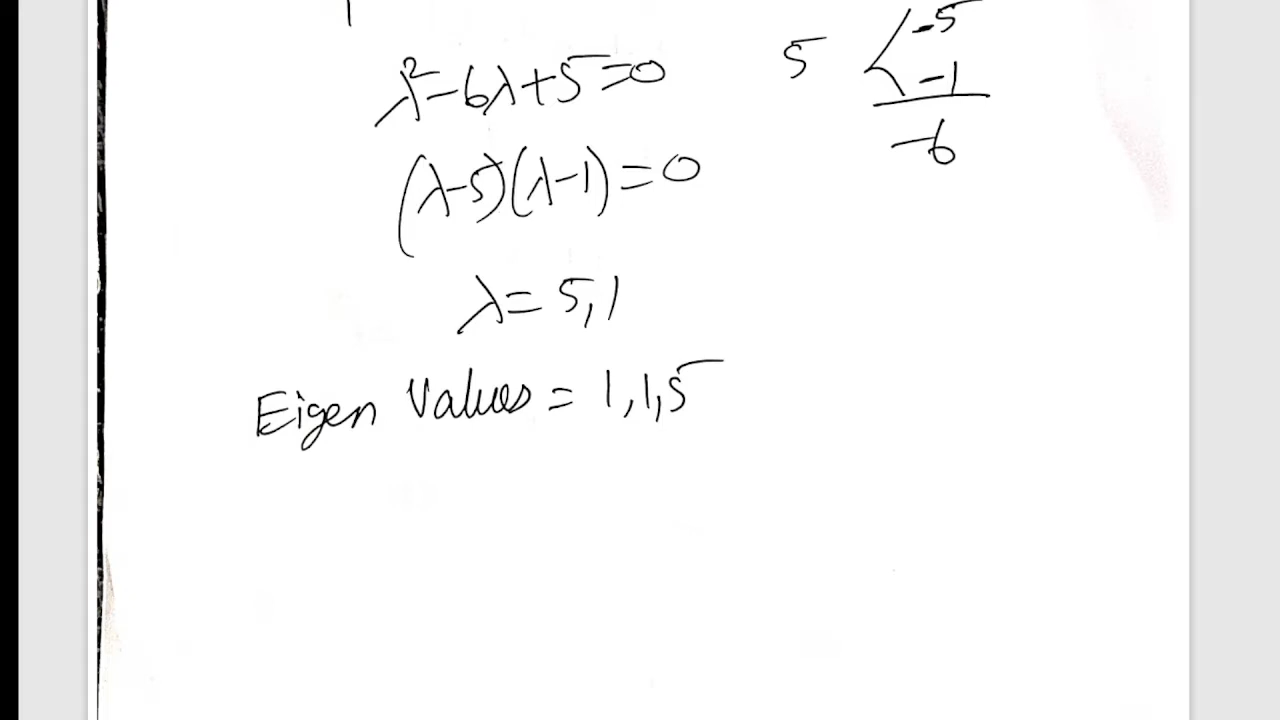 λ²-6λ+5=0
5 < -5
-1
-6
(λ-5)(λ-1)=0
λ=5,1
Eigen Values = 1,1,5